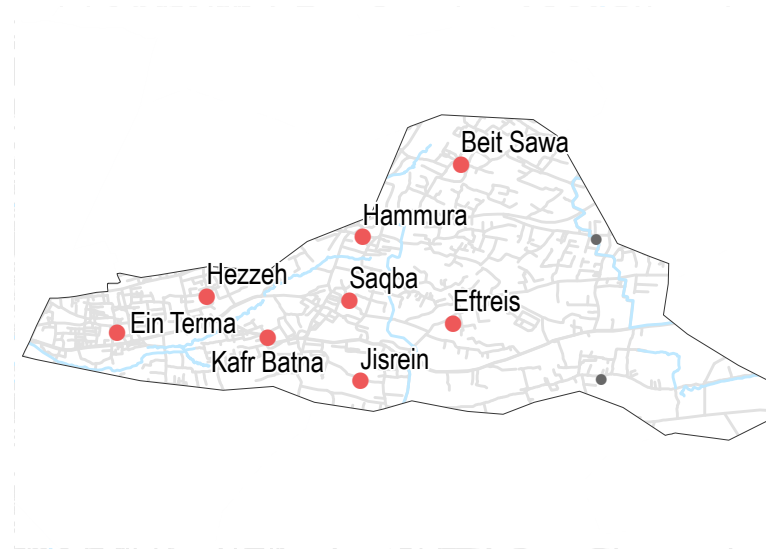 Beit Sawa
Hammura
Hezzeh
Saqba
Eftreis
Ein Terma
Kafr Batna
Jisrein